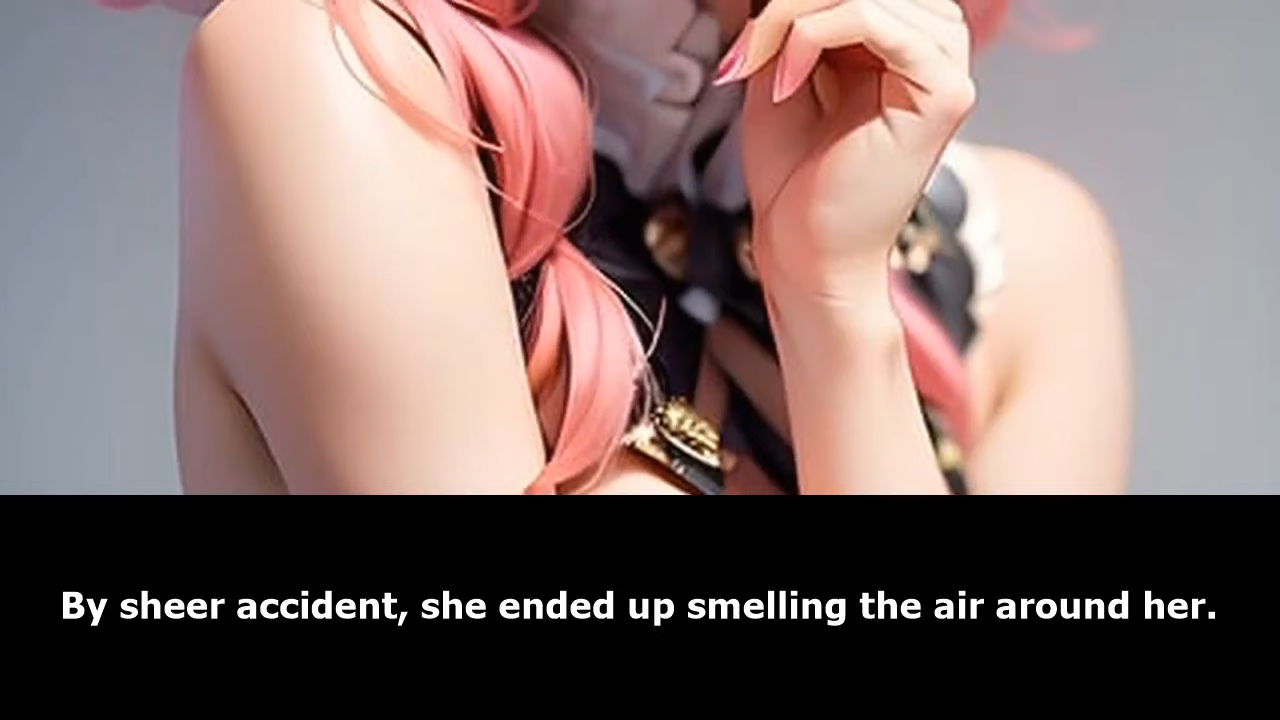 By sheer accident, she ended up smelling the air around her.